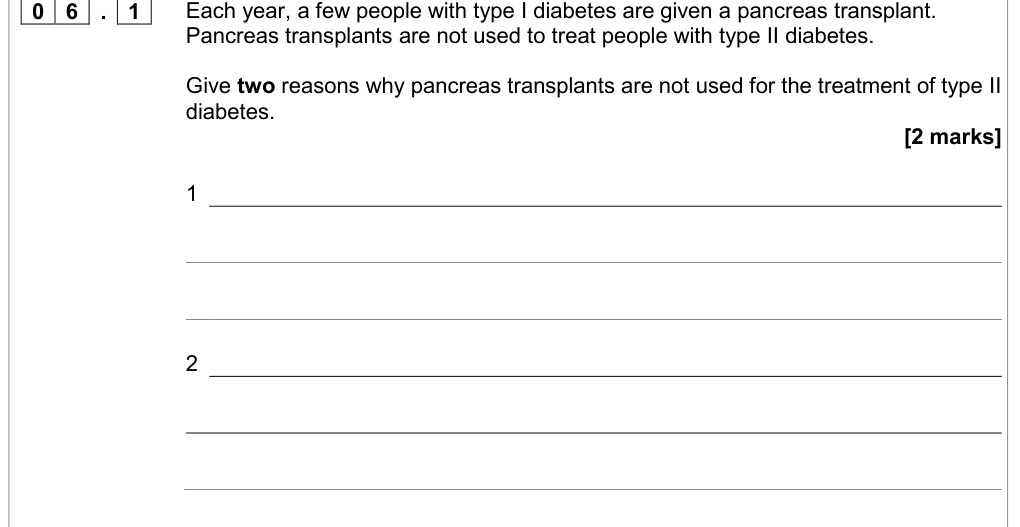 0 6 . 1 Each year, a few people with type I diabetes are given a pancreas transplant.
Pancreas transplants are not used to treat people with type II diabetes.
Give two reasons why pancreas transplants are not used for the treatment of type II
diabetes.
[2 marks]
1
2